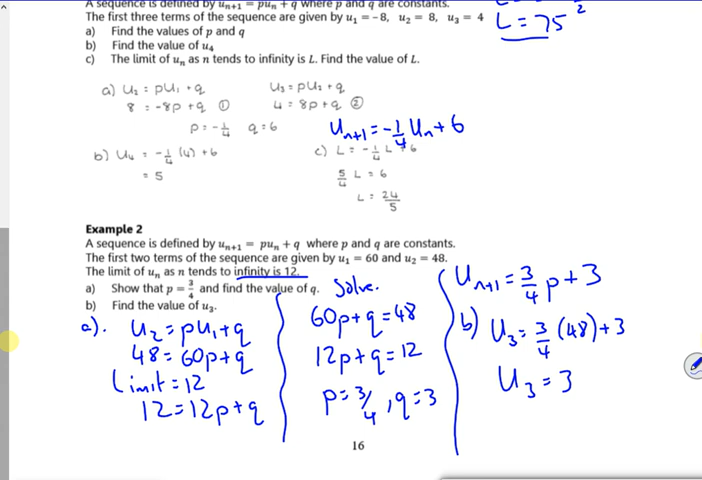 A sequence is defined by uₙ₊₁ = puₙ + q where p and q are constants.
The first three terms of the sequence are given by u₁ = −8, u₂ = 8, u₃ = 4
a) Find the values of p and q
b) Find the value of u₄
c) The limit of uₙ as n tends to infinity is L. Find the value of L.
L = 75
2
a) U₂ = pU₁ + q
8 = -8p + q ①
U₃ = pU₂ + q
4 = 8p + q ②
p = -1/4 q = 6
Uₙ₊₁ = -1/4 Uₙ + 6
b) U₄ = -1/4 (4) + 6
= 5
c) L = -1/4 L + 6
5/4 L = 6
L = 24/5
Example 2
A sequence is defined by uₙ₊₁ = puₙ + q where p and q are constants.
The first two terms of the sequence are given by u₁ = 60 and u₂ = 48.
The limit of uₙ as n tends to infinity is 12.
a) Show that p = 3/4 and find the value of q.
b) Find the value of u₃.
a). U₂ = pU₁ + q
48 = 60p + q
Limit = 12
12 = 12p + q
Solve.
60p + q = 48
12p + q = 12
p = 3/4, q = 3
Uₙ₊₁ = 3/4 p + 3
b) U₃ = 3/4 (48) + 3
U₃ = 3
16